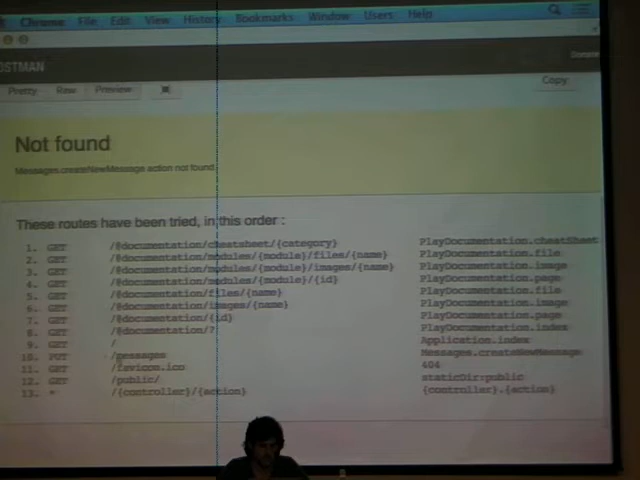 Chrome File Edit View History Bookmarks Window Users Help
OSTMAN
Pretty Raw Preview Copy
Not found
Messages.createNewMessage action not found
These routes have been tried, in this order :
1. GET /@documentation/cheatsheet/{category} PlayDocumentation.cheatSheet
2. GET /@documentation/modules/{module}/files/{name} PlayDocumentation.file
3. GET /@documentation/modules/{module}/images/{name} PlayDocumentation.image
4. GET /@documentation/modules/{module}/{id} PlayDocumentation.page
5. GET /@documentation/files/{name} PlayDocumentation.file
6. GET /@documentation/images/{name} PlayDocumentation.image
7. GET /@documentation/{id} PlayDocumentation.page
8. GET /@documentation/? PlayDocumentation.index
9. GET / Application.index
10. PUT /messages Messages.createNewMessage
11. GET /favicon.ico 404
12. GET /public/ staticDir:public
13. * /{controller}/{action} {controller}.{action}